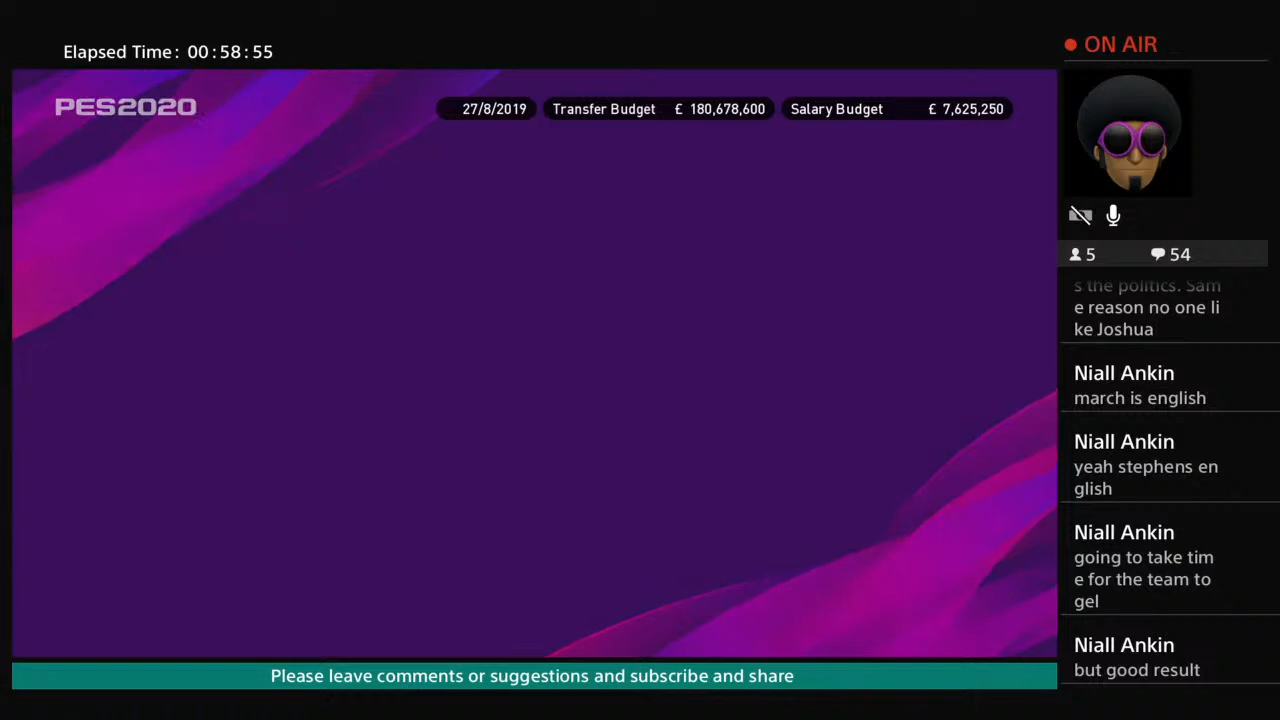 Elapsed Time: 00:58:55
ON AIR
PES2020
27/8/2019
Transfer Budget £ 180,678,600
Salary Budget £ 7,625,250
5
54
s the politics. Sam
e reason no one li
ke Joshua
Niall Ankin
march is english
Niall Ankin
yeah stephens en
glish
Niall Ankin
going to take tim
e for the team to
gel
Niall Ankin
but good result
Please leave comments or suggestions and subscribe and share